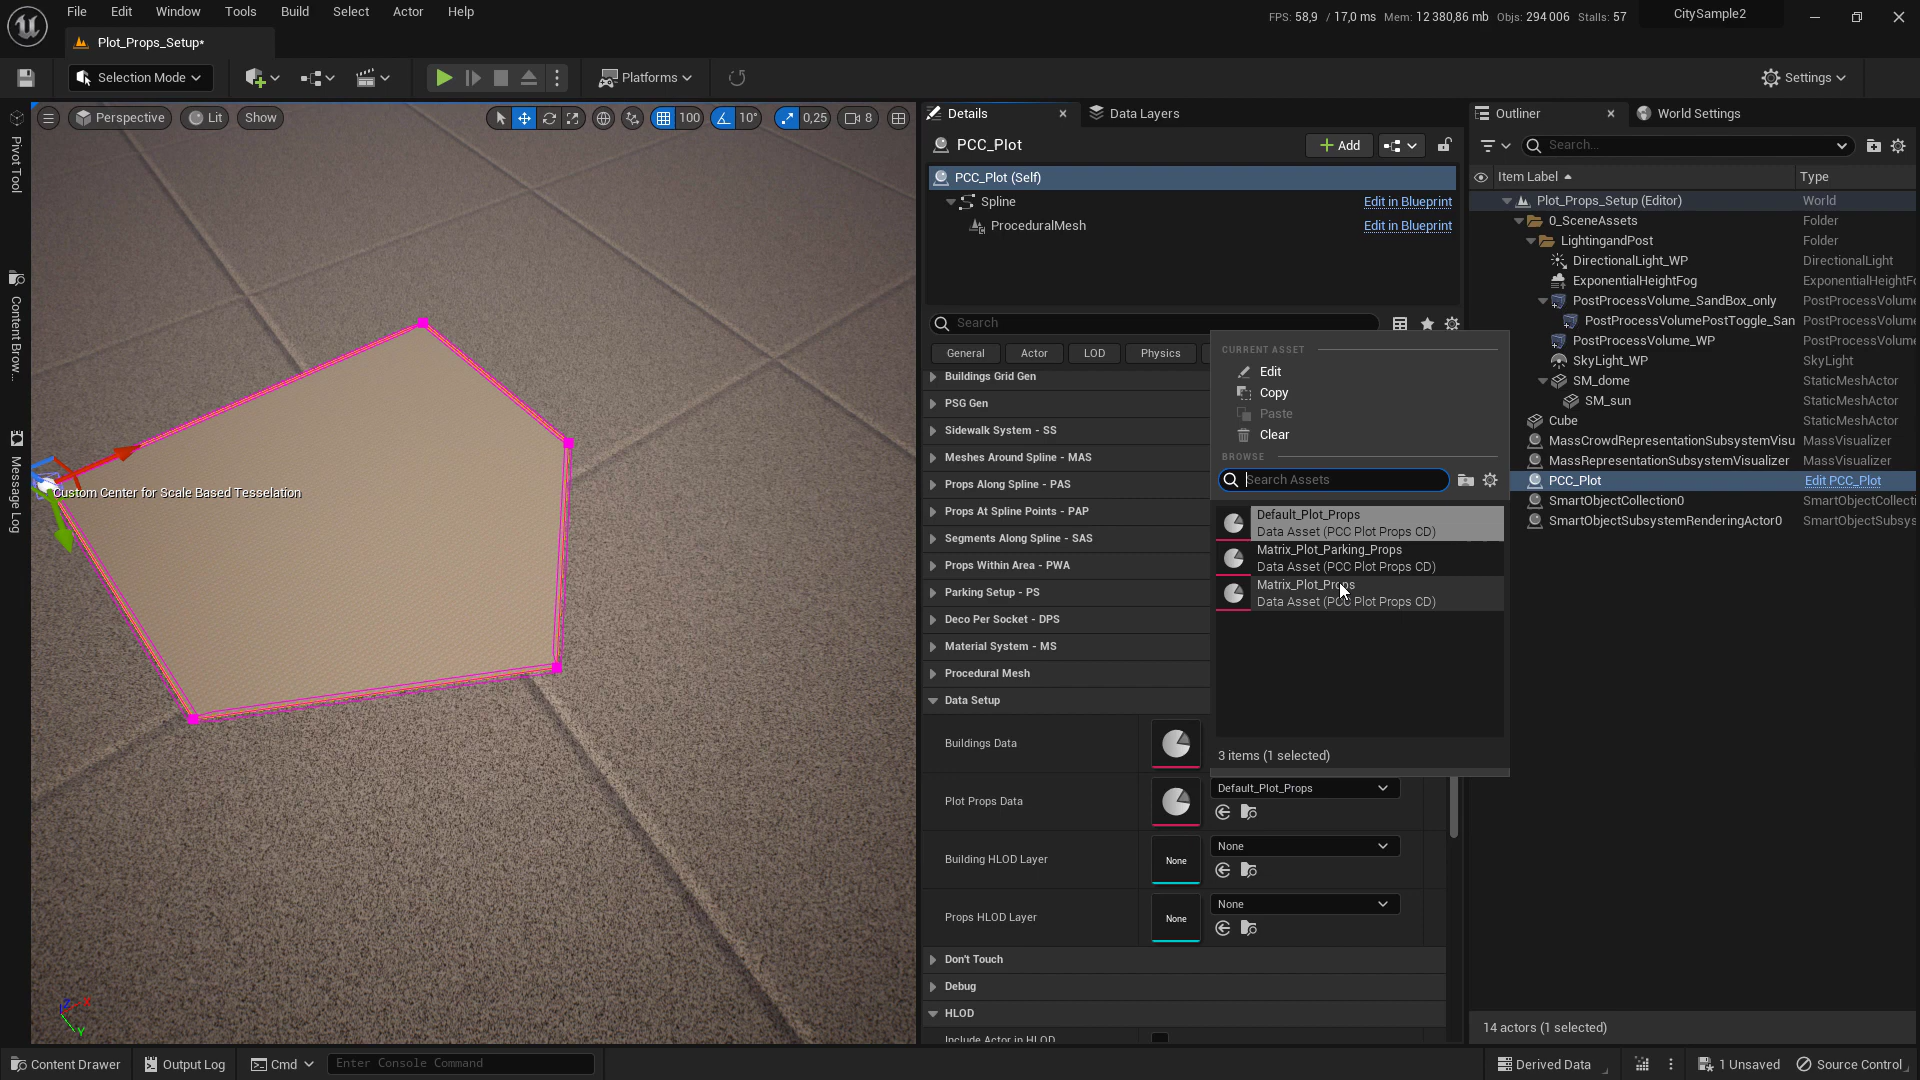 File Edit Window Tools Build Select Actor Help
FPS: 58,9 / 17,0 ms Mem: 12 380,86 mb Objs: 294 006 Stalls: 57
CitySample2
Plot_Props_Setup*
Selection Mode
Platforms
Settings
Pivot Tool
Content Brow...
Message Log
Perspective Lit Show
100 10° 0,25 8
Custom Center for Scale Based Tesselation
Z X Y
Details Data Layers
PCC_Plot
Add
PCC_Plot (Self)
Spline Edit in Blueprint
ProceduralMesh Edit in Blueprint
Search
General Actor LOD Physics
Buildings Grid Gen
PSG Gen
Sidewalk System - SS
Meshes Around Spline - MAS
Props Along Spline - PAS
Props At Spline Points - PAP
Segments Along Spline - SAS
Props Within Area - PWA
Parking Setup - PS
Deco Per Socket - DPS
Material System - MS
Procedural Mesh
Data Setup
Buildings Data
Plot Props Data Default_Plot_Props
Building HLOD Layer None None
Props HLOD Layer None None
Don't Touch
Debug
HLOD
Include Actor in HLOD
CURRENT ASSET
Edit
Copy
Paste
Clear
BROWSE
Search Assets
Default_Plot_Props
Data Asset (PCC Plot Props CD)
Matrix_Plot_Parking_Props
Data Asset (PCC Plot Props CD)
Matrix_Plot_Props
Data Asset (PCC Plot Props CD)
3 items (1 selected)
Outliner World Settings
Search...
Item Label Type
Plot_Props_Setup (Editor) World
0_SceneAssets Folder
LightingandPost Folder
DirectionalLight_WP DirectionalLight
ExponentialHeightFog ExponentialHeightFo
PostProcessVolume_SandBox_only PostProcessVolume
PostProcessVolumePostToggle_San PostProcessVolume
PostProcessVolume_WP PostProcessVolume
SkyLight_WP SkyLight
SM_dome StaticMeshActor
SM_sun StaticMeshActor
Cube StaticMeshActor
MassCrowdRepresentationSubsystemVisu MassVisualizer
MassRepresentationSubsystemVisualizer MassVisualizer
PCC_Plot Edit PCC_Plot
SmartObjectCollection0 SmartObjectCollecti
SmartObjectSubsystemRenderingActor0 SmartObjectSubsys
14 actors (1 selected)
Content Drawer Output Log Cmd Enter Console Command
Derived Data 1 Unsaved Source Control